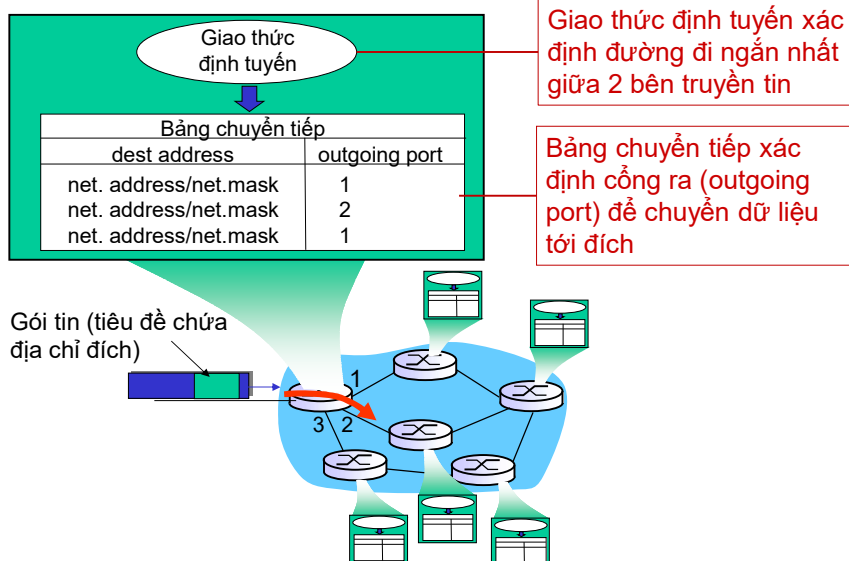 Giao thức
định tuyến
Giao thức định tuyến xác
định đường đi ngắn nhất
giữa 2 bên truyền tin
Bảng chuyển tiếp
dest address outgoing port
net. address/net.mask 1
net. address/net.mask 2
net. address/net.mask 1
Bảng chuyển tiếp xác
định cổng ra (outgoing
port) để chuyển dữ liệu
tới đích
Gói tin (tiêu đề chứa
địa chỉ đích)
1
3 2